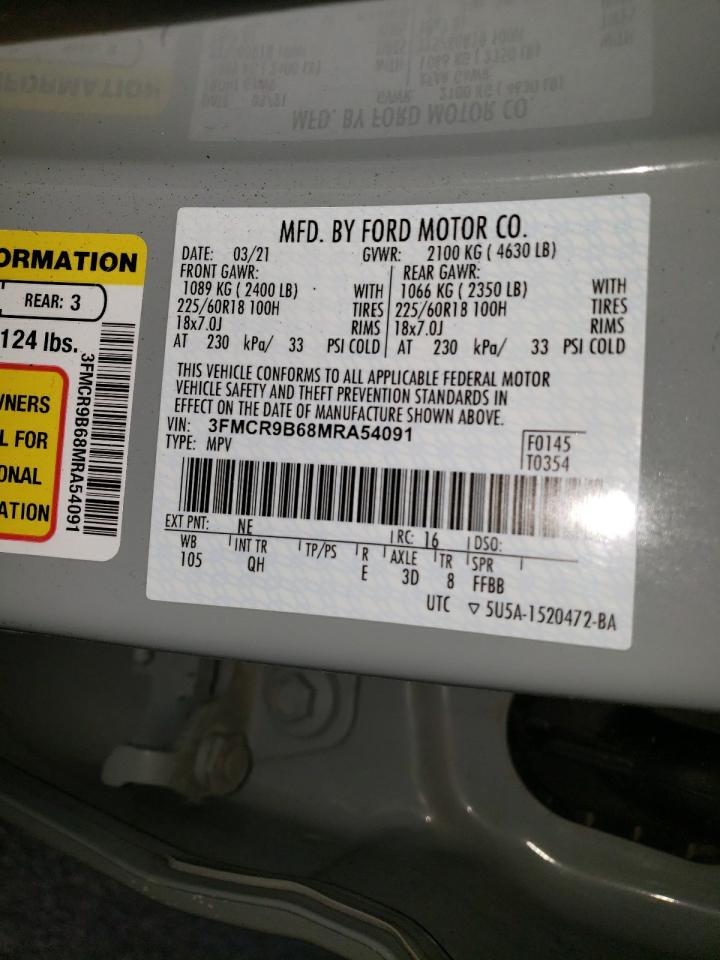 MFD. BY FORD MOTOR CO.
DATE: 03/21 GVWR: 2100 KG ( 4630 LB)
FRONT GAWR: REAR GAWR:
1089 KG ( 2400 LB) WITH 1066 KG ( 2350 LB) WITH
225/60R18 100H TIRES 225/60R18 100H TIRES
18x7.0J RIMS 18x7.0J RIMS
AT 230 kPa/ 33 PSI COLD AT 230 kPa/ 33 PSI COLD
THIS VEHICLE CONFORMS TO ALL APPLICABLE FEDERAL MOTOR
VEHICLE SAFETY AND THEFT PREVENTION STANDARDS IN
EFFECT ON THE DATE OF MANUFACTURE SHOWN ABOVE.
VIN: 3FMCR9B68MRA54091
TYPE: MPV
F0145
T0354
EXT PNT: NE RC: 16 DSO:
WB INT TR TP/PS R AXLE TR SPR
105 QH E 3D 8 FFBB
UTC ▽ 5U5A-1520472-BA
ORMATION
REAR: 3
124 lbs.
3FMCR9B68MRA54091
WNERS
L FOR
ONAL
ATION